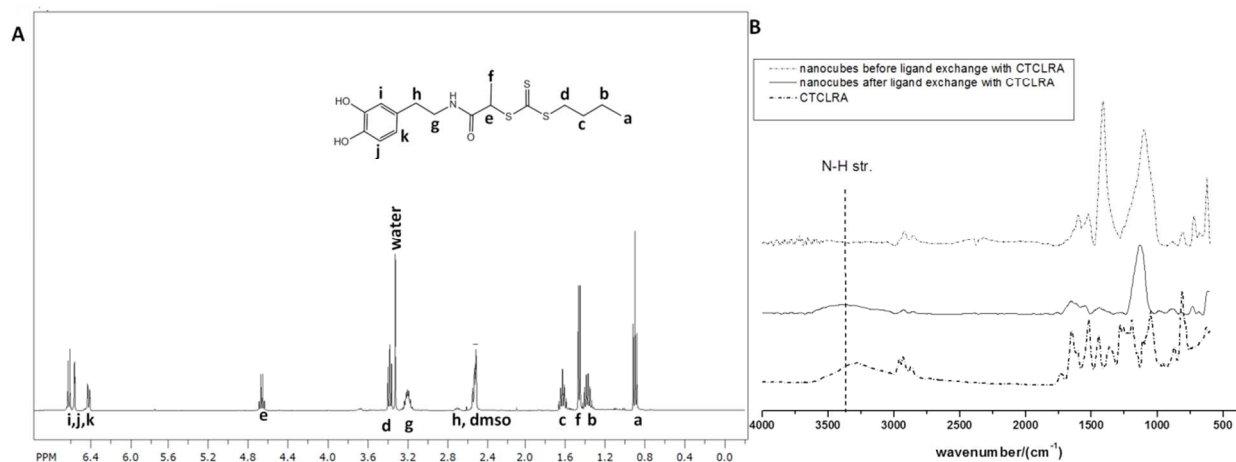 A
f
HO
HO
i
j
k
h
g
H
N
O
e
S
S
S
d
c
b
a
water
i,j,k
e
d
g
h, dmso
c
f
b
a
PPM 6.4 6.0 5.6 5.2 4.8 4.4 4.0 3.6 3.2 2.8 2.4 2.0 1.6 1.2 0.8 0.4 0.0
B
nanocubes before ligand exchange with CTCLRA
nanocubes after ligand exchange with CTCLRA
CTCLRA
N-H str.
4000 3500 3000 2500 2000 1500 1000 500
wavenumber/(cm-1)